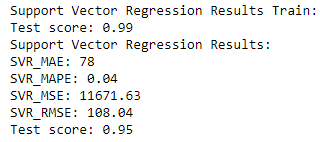 Support Vector Regression Results Train:
Test score: 0.99
Support Vector Regression Results:
SVR_MAE: 78
SVR_MAPE: 0.04
SVR_MSE: 11671.63
SVR_RMSE: 108.04
Test score: 0.95